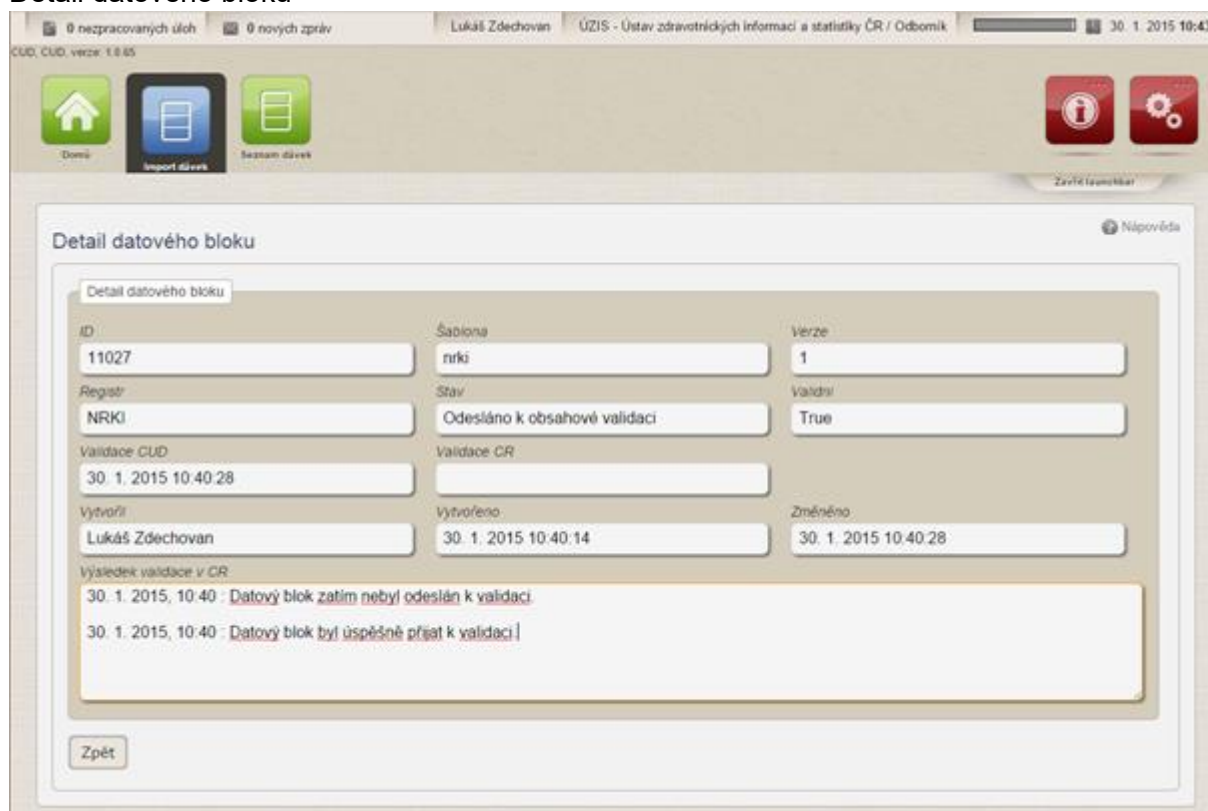 Detail datového bloku
0 nezpracovaných úloh 0 nových zpráv Lukáš Zdechovan ÚZIS - Ústav zdravotnických informací a statistiky ČR / Odborník 30. 1. 2015 10:43
CUD, CUD, verze: 1.0.65
Domů Import dávek Seznam dávek
Zavřít launchbar
Detail datového bloku Nápověda
Detail datového bloku
ID Šablona Verze
11027 nrki 1
Registr Stav Validní
NRKI Odesláno k obsahové validaci True
Validace CUD Validace CR
30. 1. 2015 10:40:28
Vytvořil Vytvořeno Změněno
Lukáš Zdechovan 30. 1. 2015 10:40:14 30. 1. 2015 10:40:28
Výsledek validace v CR
30. 1. 2015, 10:40 : Datový blok zatím nebyl odeslán k validaci.
30. 1. 2015, 10:40 : Datový blok byl úspěšně přijat k validaci.
Zpět